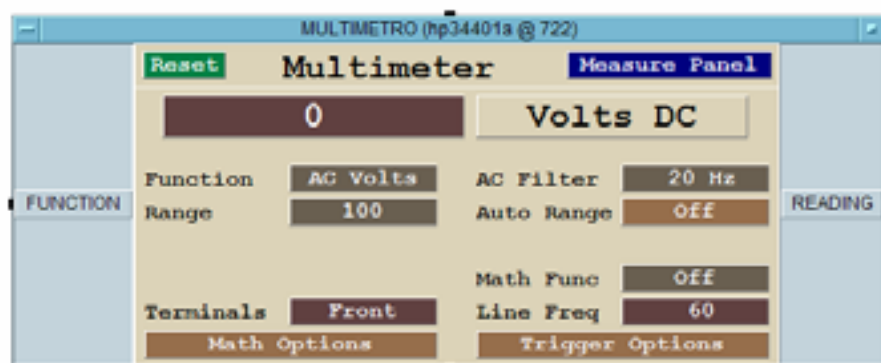 MULTIMETRO (hp34401a @ 722)
Reset Multimeter Measure Panel
0 Volts DC
Function AC Volts AC Filter 20 Hz
FUNCTION READING
Range 100 Auto Range Off
Math Func Off
Terminals Front Line Freq 60
Math Options Trigger Options